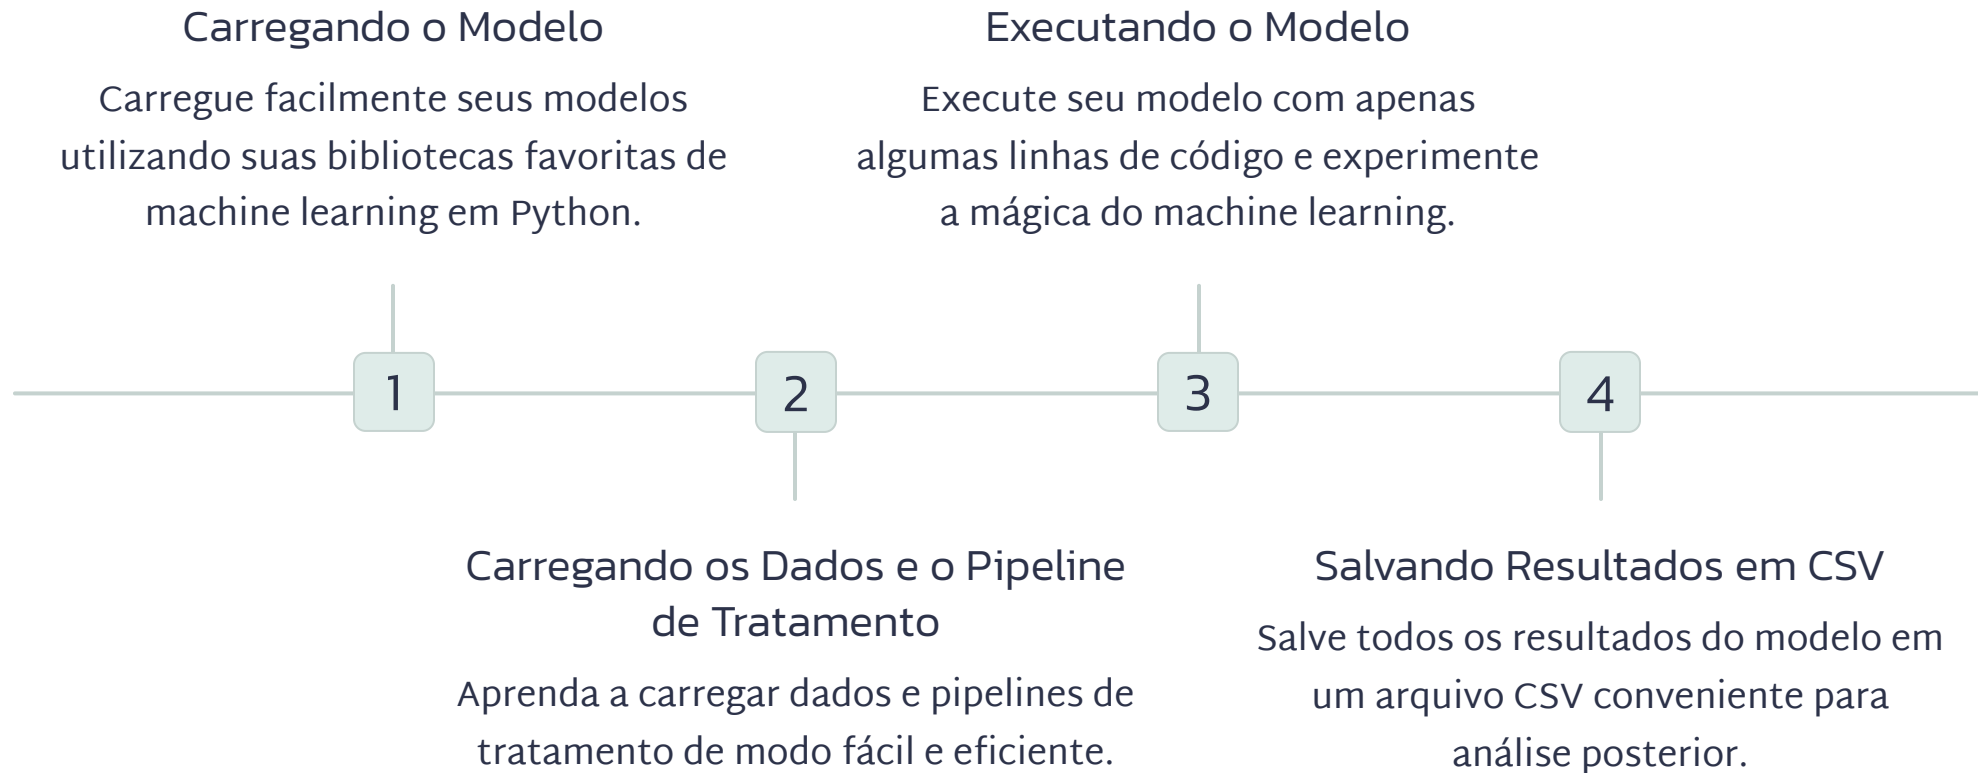 Carregando o Modelo
Carregue facilmente seus modelos
utilizando suas bibliotecas favoritas de
machine learning em Python.
1
Carregando os Dados e o Pipeline
de Tratamento
Aprenda a carregar dados e pipelines de
tratamento de modo fácil e eficiente.
2
Executando o Modelo
Execute seu modelo com apenas
algumas linhas de código e experimente
a mágica do machine learning.
3
Salvando Resultados em CSV
Salve todos os resultados do modelo em
um arquivo CSV conveniente para
análise posterior.
4